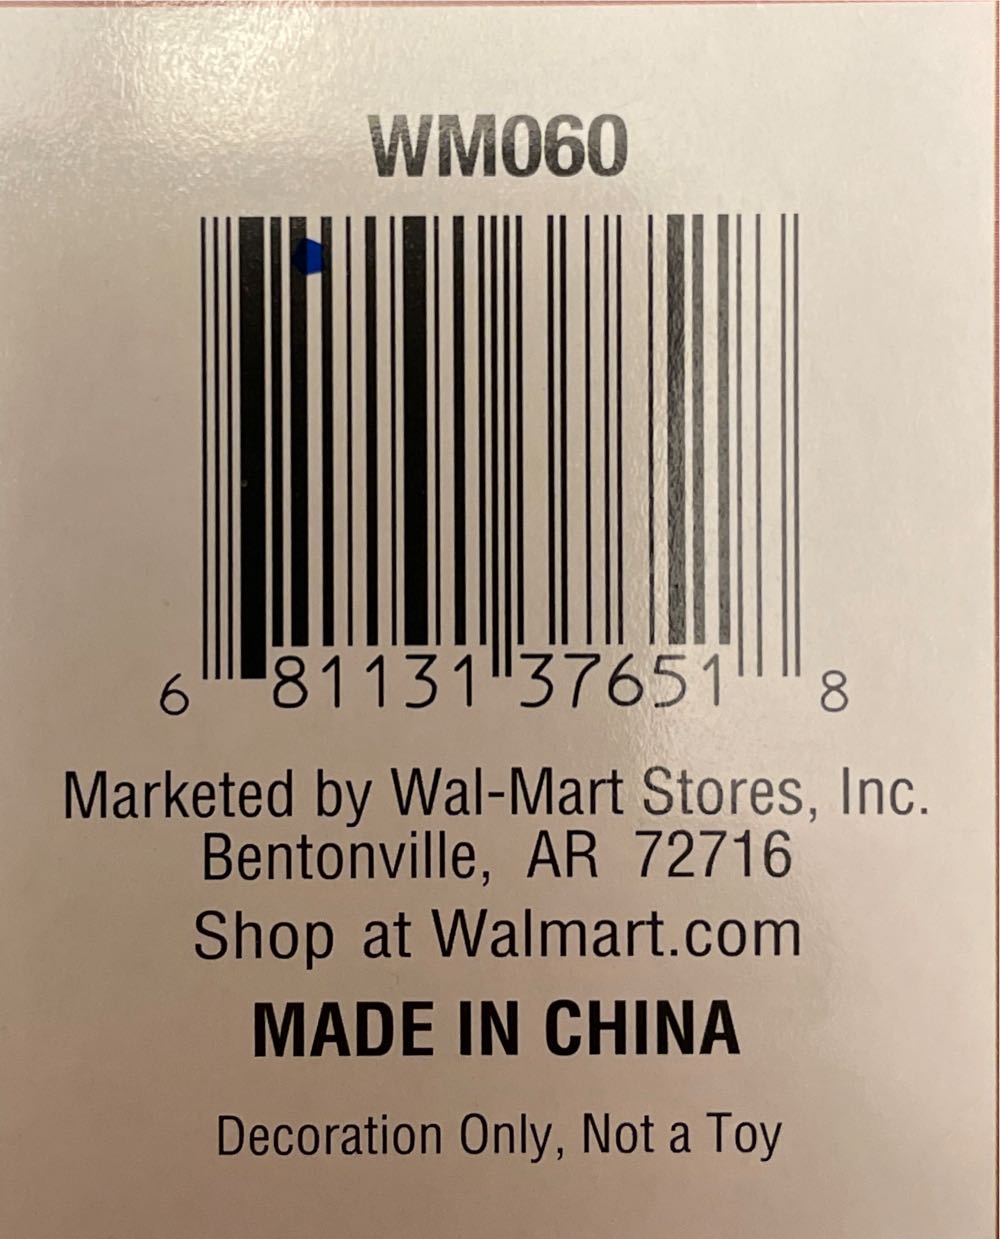 WM060
6 81131 37651 8
Marketed by Wal-Mart Stores, Inc.
Bentonville, AR 72716
Shop at Walmart.com
MADE IN CHINA
Decoration Only, Not a Toy